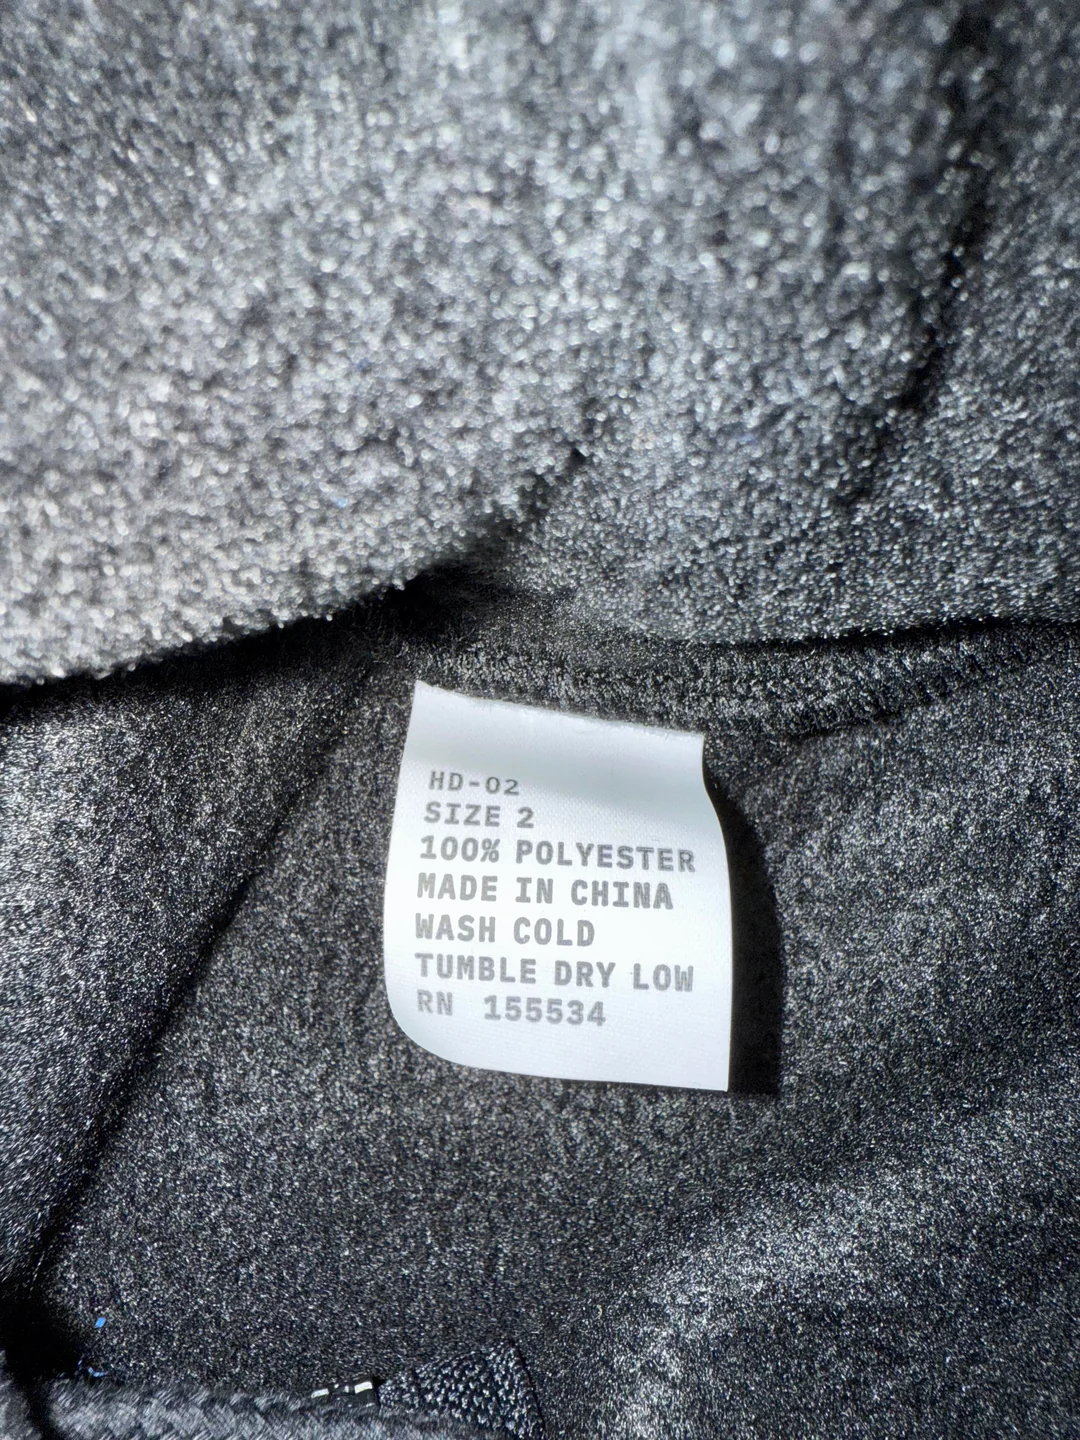 HD-02
SIZE 2
100% POLYESTER
MADE IN CHINA
WASH COLD
TUMBLE DRY LOW
RN 155534